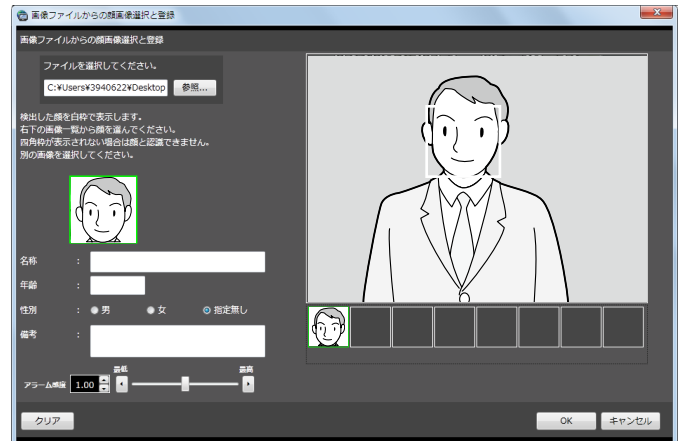 画像ファイルからの顔画像選択と登録
画像ファイルからの顔画像選択と登録
ファイルを選択してください。
C:¥Users¥3940622¥Desktop 参照...
検出した顔を白枠で表示します。
右下の画像一覧から顔を選んでください。
四角枠が表示されない場合は顔と認識できません。
別の画像を選択してください。
名称 :
年齢 :
性別 : 男 女 指定無し
備考 :
最低 最高
アラーム感度 1.00
クリア OK キャンセル